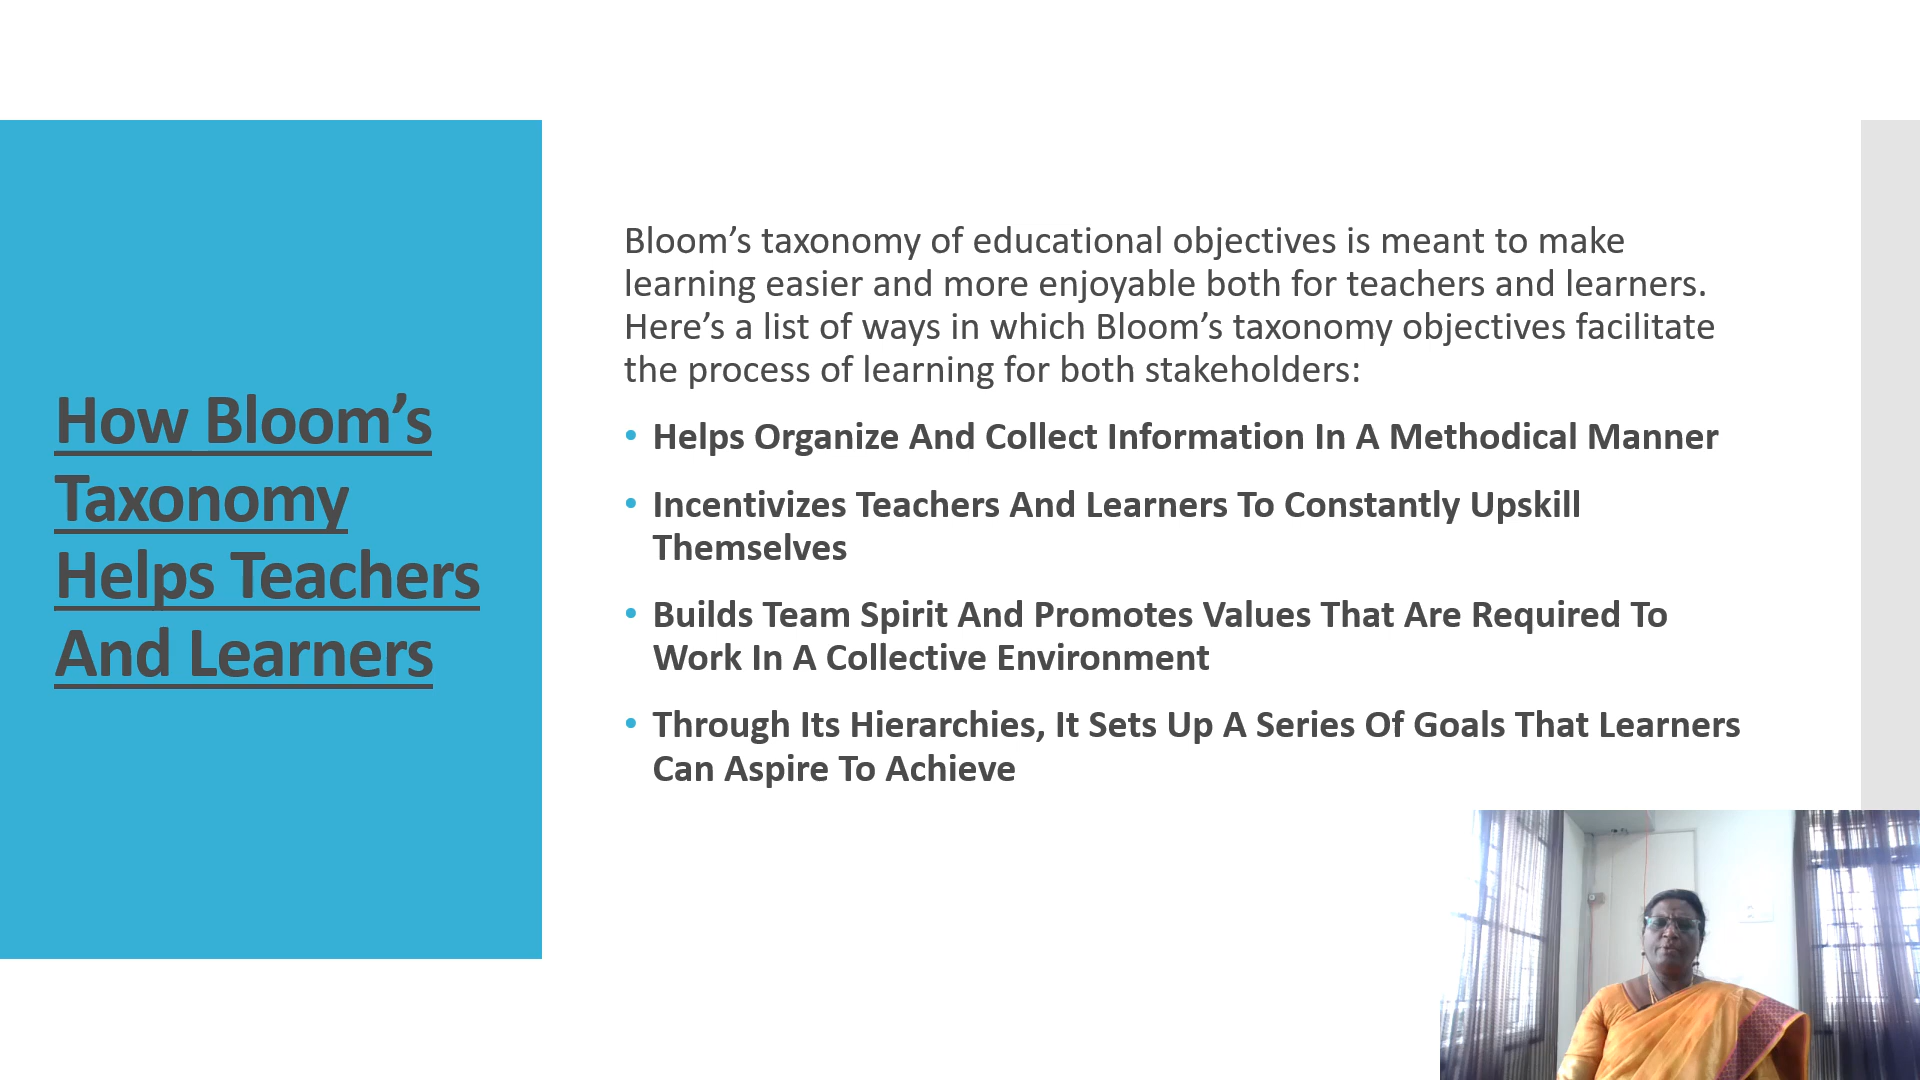 How Bloom’s
Taxonomy
Helps Teachers
And Learners
Bloom’s taxonomy of educational objectives is meant to make
learning easier and more enjoyable both for teachers and learners.
Here’s a list of ways in which Bloom’s taxonomy objectives facilitate
the process of learning for both stakeholders:
• Helps Organize And Collect Information In A Methodical Manner
• Incentivizes Teachers And Learners To Constantly Upskill
Themselves
• Builds Team Spirit And Promotes Values That Are Required To
Work In A Collective Environment
• Through Its Hierarchies, It Sets Up A Series Of Goals That Learners
Can Aspire To Achieve